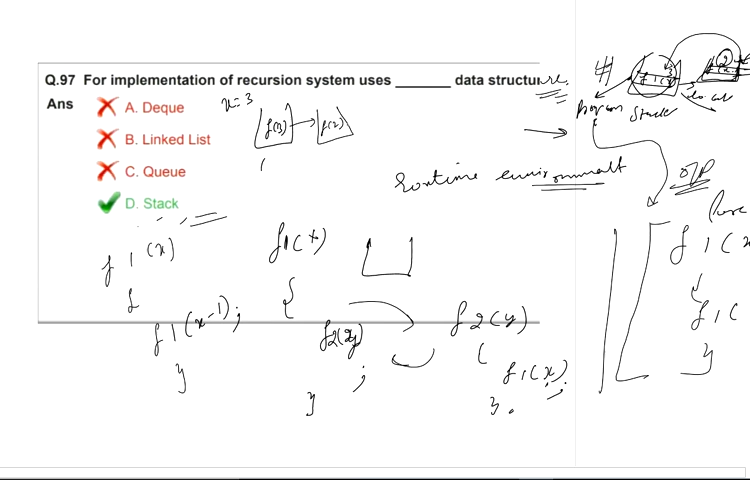 Q.97 For implementation of recursion system uses ______ data structure.
Ans
A. Deque
B. Linked List
C. Queue
D. Stack
x=3
f(3) → f(2)
program stack
Runtime environment
O/P
f1(x)
{
f1(x-1);
}
f1(x)
{
f2(y)
;
}
f2(y)
{
f1(x);
}.
f1(x
{
f1(
}